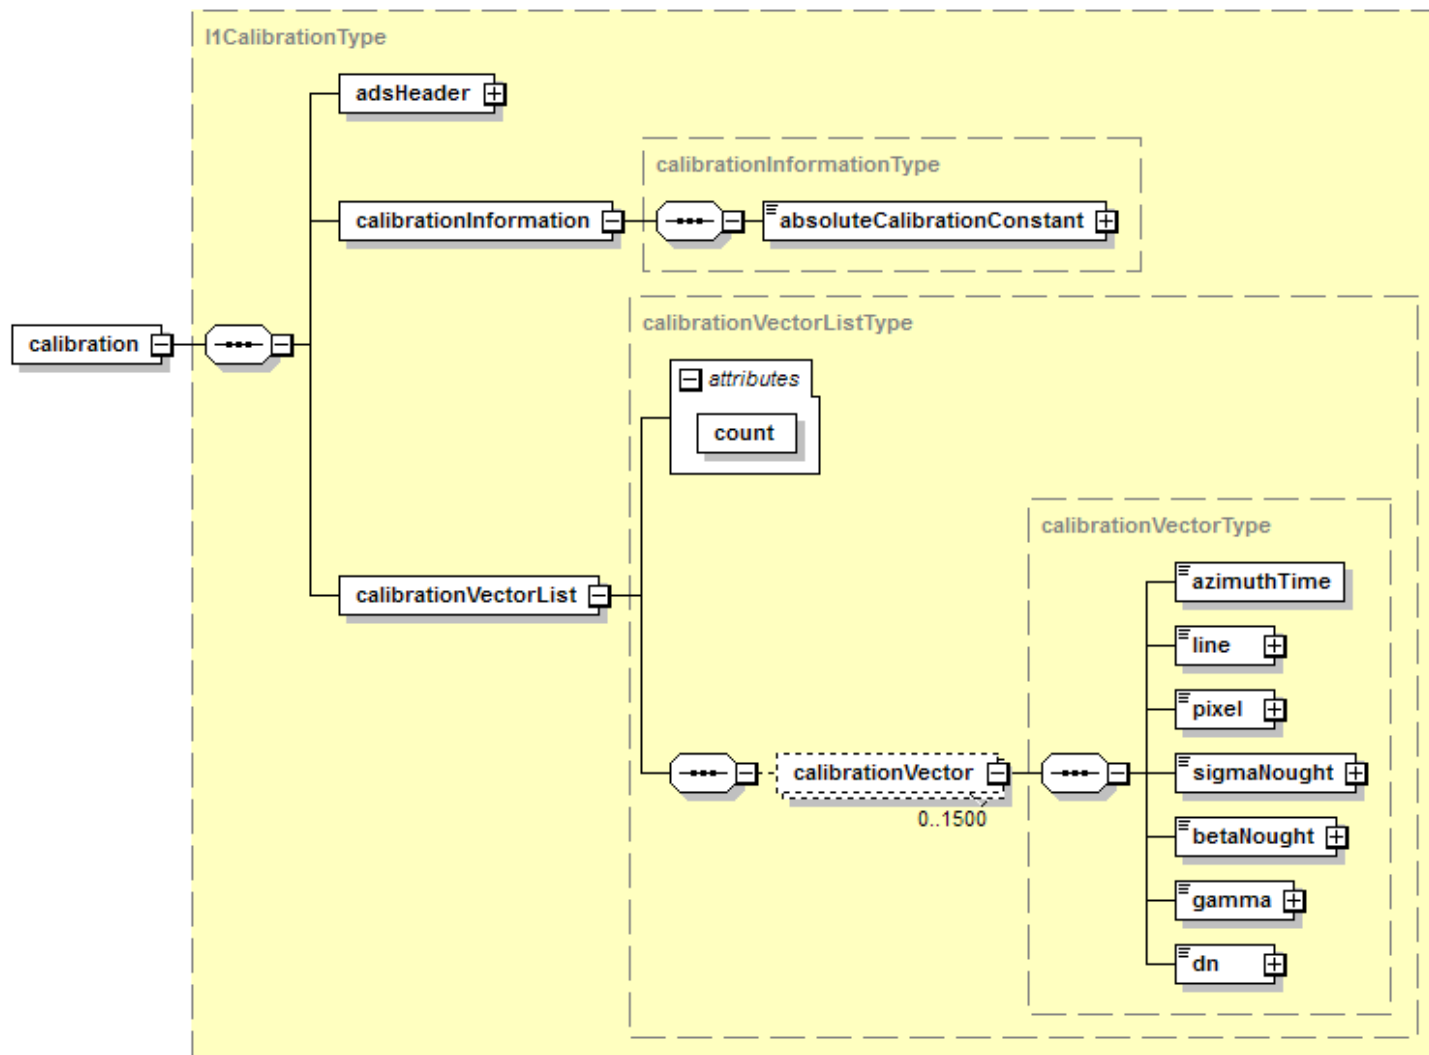 l1CalibrationType
adsHeader
calibrationInformationType
calibrationInformation
absoluteCalibrationConstant
calibrationVectorListType
calibration
attributes
count
calibrationVectorType
azimuthTime
calibrationVectorList
line
pixel
calibrationVector
sigmaNought
0..1500
betaNought
gamma
dn